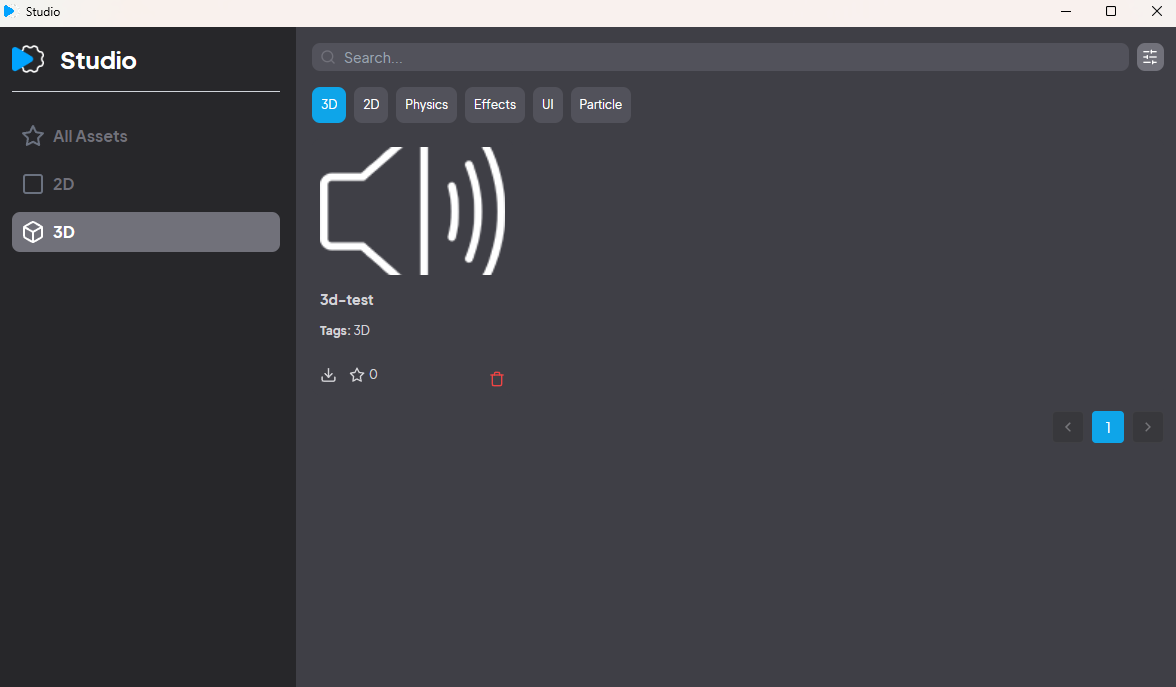 Studio
Studio
All Assets
2D
3D
Search...
3D 2D Physics Effects UI Particle
3d-test
Tags: 3D
0
1